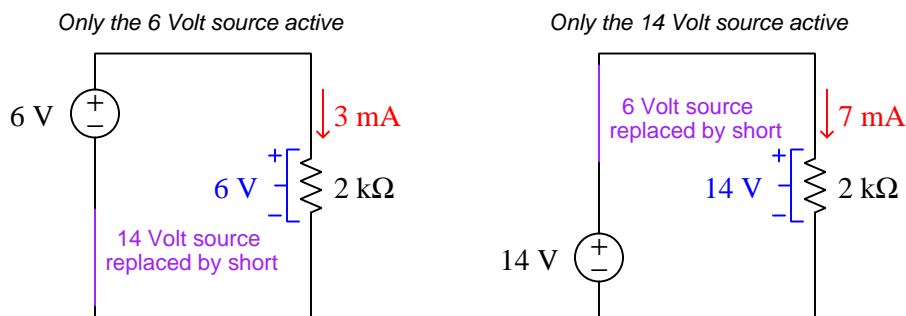 Only the 6 Volt source active
6 V
+
−
3 mA
+
6 V
−
2 kΩ
14 Volt source
replaced by short
Only the 14 Volt source active
6 Volt source
replaced by short
7 mA
+
14 V
−
2 kΩ
14 V
+
−